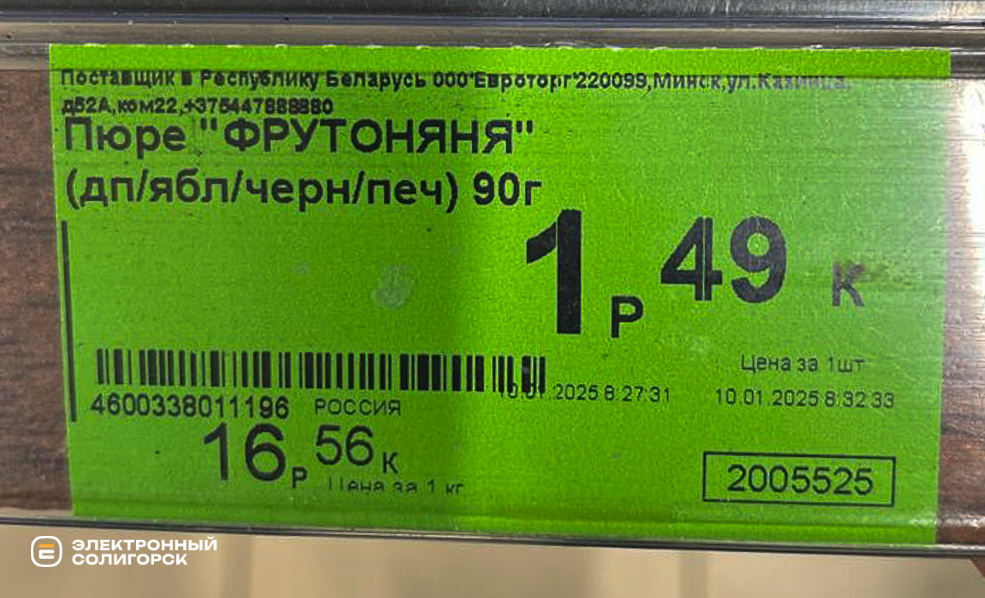 Поставщик в Республику Беларусь ООО"Евроторг"220099,Минск,ул.Казинца,
д52А,ком22,+375447888880
Пюре "ФРУТОНЯНЯ"
(дп/ябл/черн/печ) 90г
1 Р 49 К
Цена за 1шт
10.01.2025 8:27:31
10.01.2025 8:32:33
4600338011196 РОССИЯ
16 Р 56 К
Цена за 1 кг
2005525
ЭЛЕКТРОННЫЙ
СОЛИГОРСК